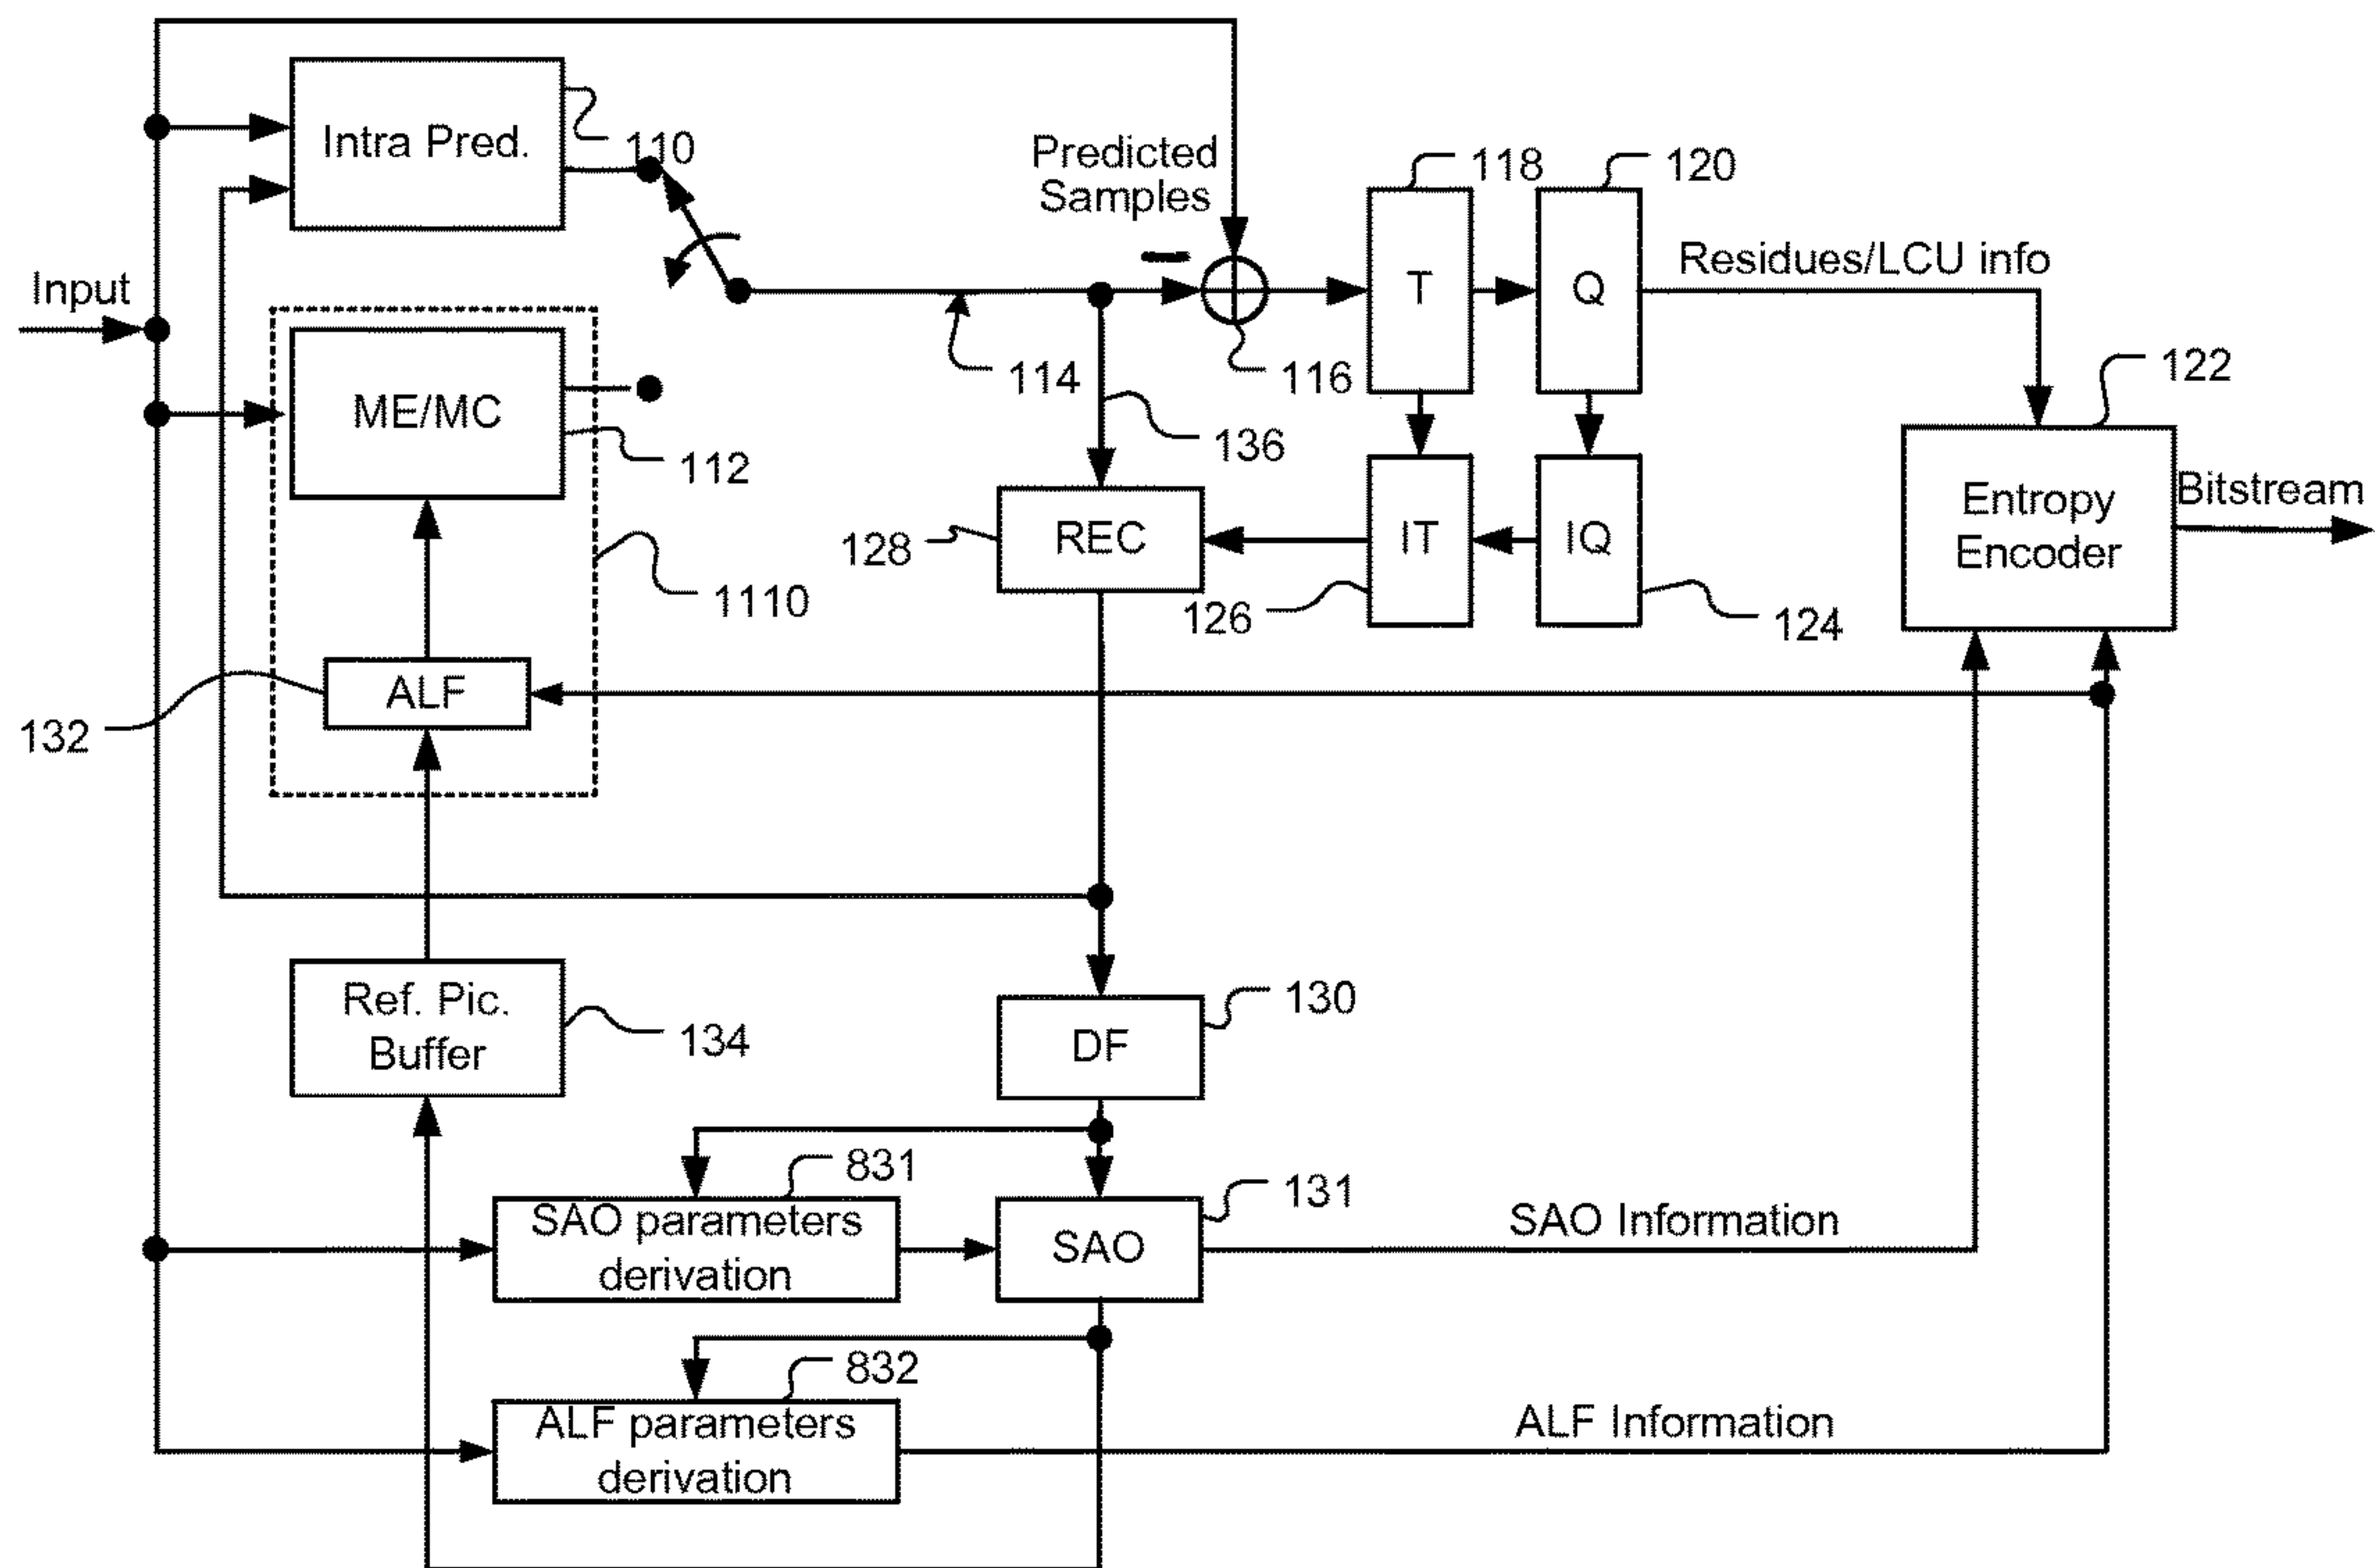 Intra Pred.
110
Predicted
Samples
118
120
Input
T
Q
Residues/LCU info
114
116
122
ME/MC
112
136
Entropy
Encoder
Bitstream
128
REC
IT
IQ
126
124
1110
ALF
132
Ref. Pic.
Buffer
134
DF
130
831
SAO parameters
derivation
SAO
131
SAO Information
832
ALF parameters
derivation
ALF Information